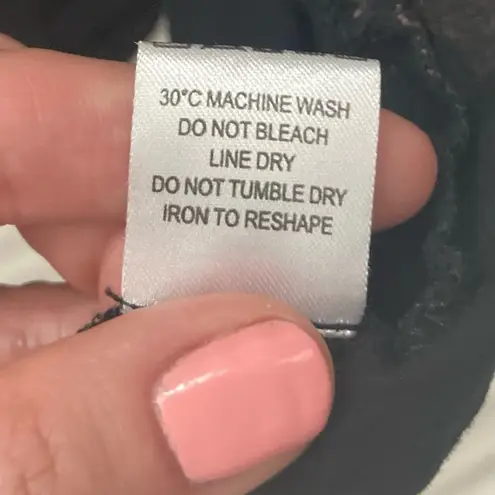 30°C MACHINE WASH
DO NOT BLEACH
LINE DRY
DO NOT TUMBLE DRY
IRON TO RESHAPE